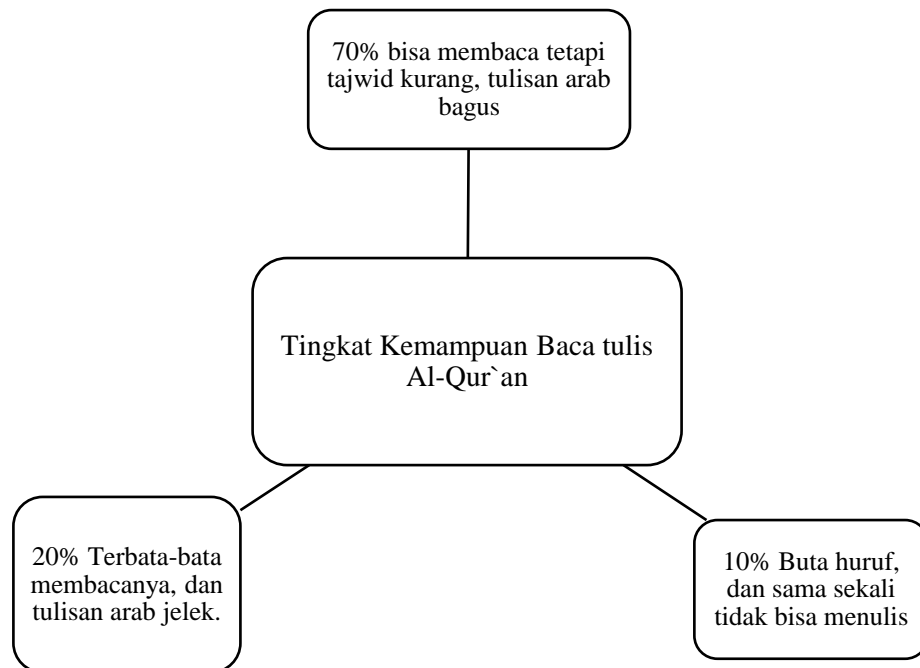 70% bisa membaca tetapi
tajwid kurang, tulisan arab
bagus
Tingkat Kemampuan Baca tulis
Al-Qur`an
20% Terbata-bata
membacanya, dan
tulisan arab jelek.
10% Buta huruf,
dan sama sekali
tidak bisa menulis